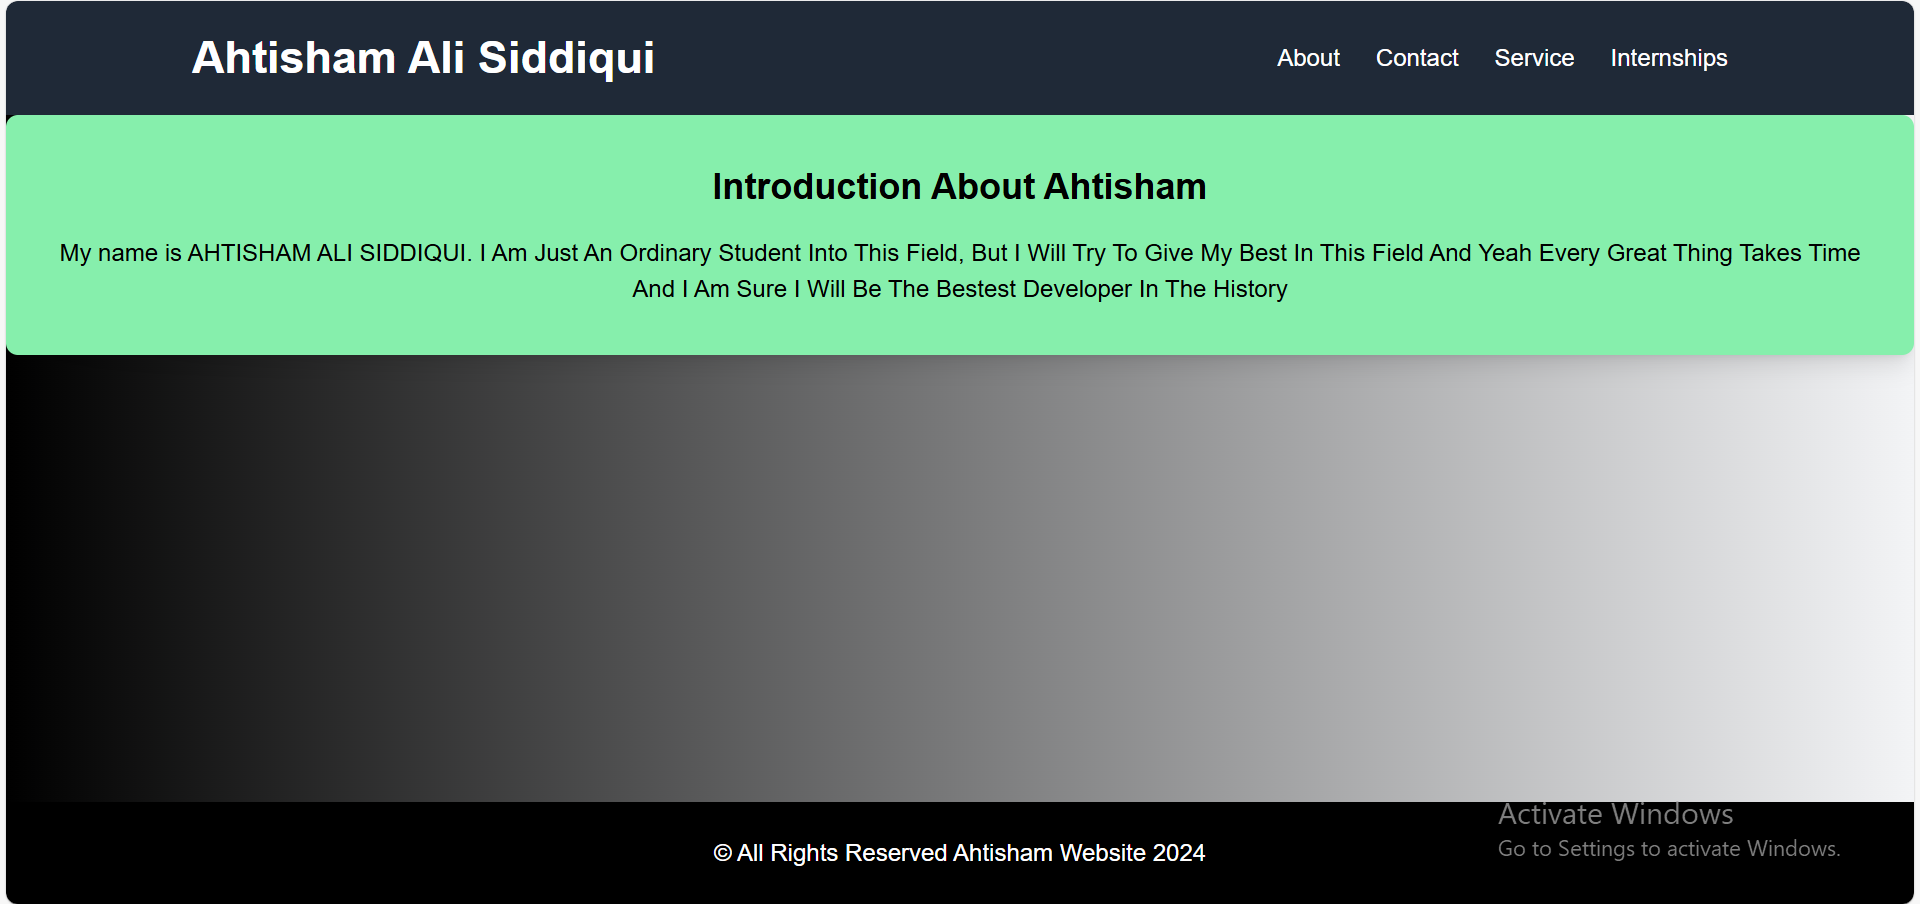 Ahtisham Ali Siddiqui
About Contact Service Internships
Introduction About Ahtisham
My name is AHTISHAM ALI SIDDIQUI. I Am Just An Ordinary Student Into This Field, But I Will Try To Give My Best In This Field And Yeah Every Great Thing Takes Time
And I Am Sure I Will Be The Bestest Developer In The History
Activate Windows
Go to Settings to activate Windows.
© All Rights Reserved Ahtisham Website 2024